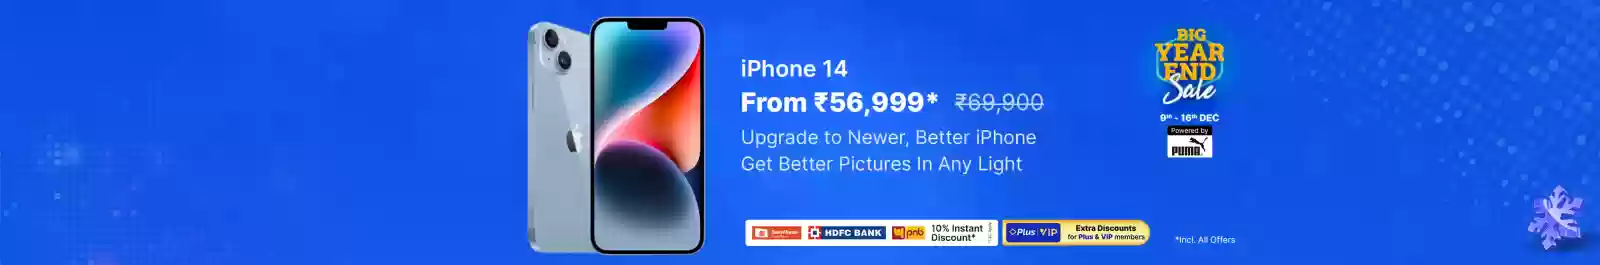 iPhone 14
From ₹56,999* ₹69,900
Upgrade to Newer, Better iPhone
Get Better Pictures In Any Light
HDFC BANK
pnb
10% Instant
Discount*
Plus VIP
Extra Discounts
for Plus & VIP members
BIG
YEAR
END
Sale
9th - 16th DEC
Powered by
PUMA
*Incl. All Offers